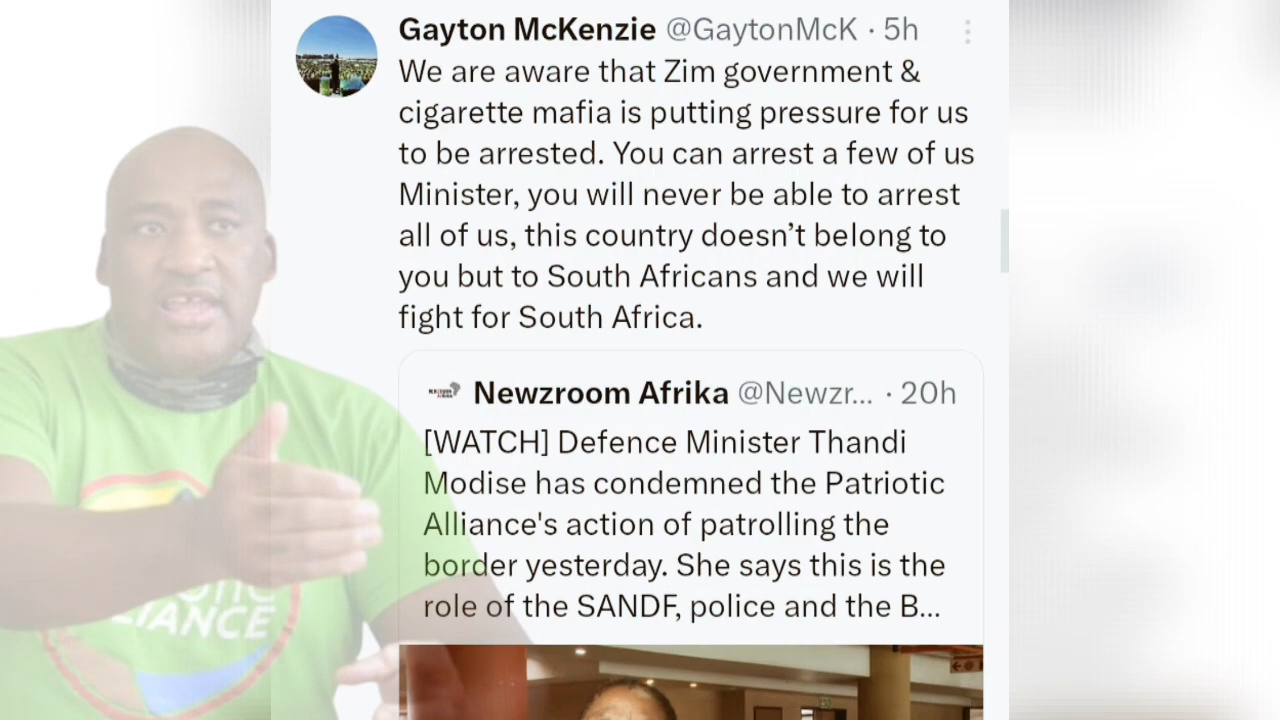 Gayton McKenzie @GaytonMcK · 5h
We are aware that Zim government &
cigarette mafia is putting pressure for us
to be arrested. You can arrest a few of us
Minister, you will never be able to arrest
all of us, this country doesn’t belong to
you but to South Africans and we will
fight for South Africa.
Newzroom Afrika @Newzr... · 20h
[WATCH] Defence Minister Thandi
Modise has condemned the Patriotic
Alliance's action of patrolling the
border yesterday. She says this is the
role of the SANDF, police and the B...